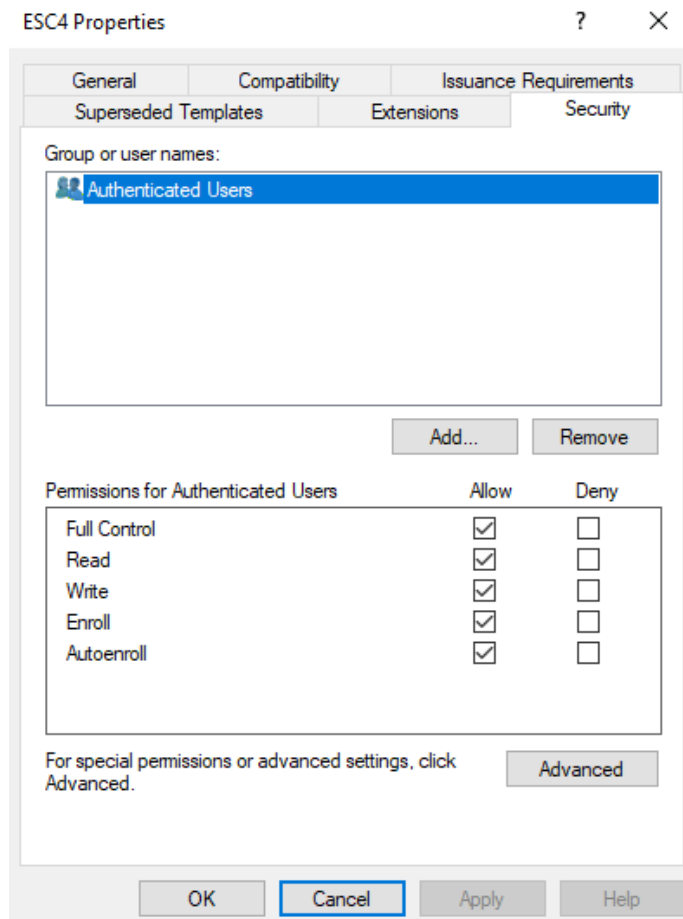 ESC4 Properties
? ×
General Compatibility Issuance Requirements
Superseded Templates Extensions Security
Group or user names:
Authenticated Users
Add... Remove
Permissions for Authenticated Users Allow Deny
Full Control
Read
Write
Enroll
Autoenroll
For special permissions or advanced settings, click
Advanced.
Advanced
OK Cancel Apply Help